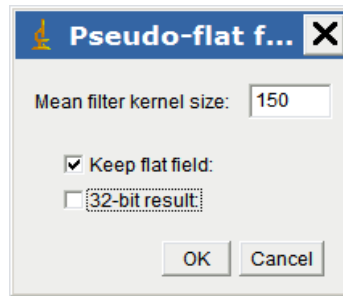 Pseudo-flat f...
Mean filter kernel size: 150
Keep flat field:
32-bit result:
OK Cancel